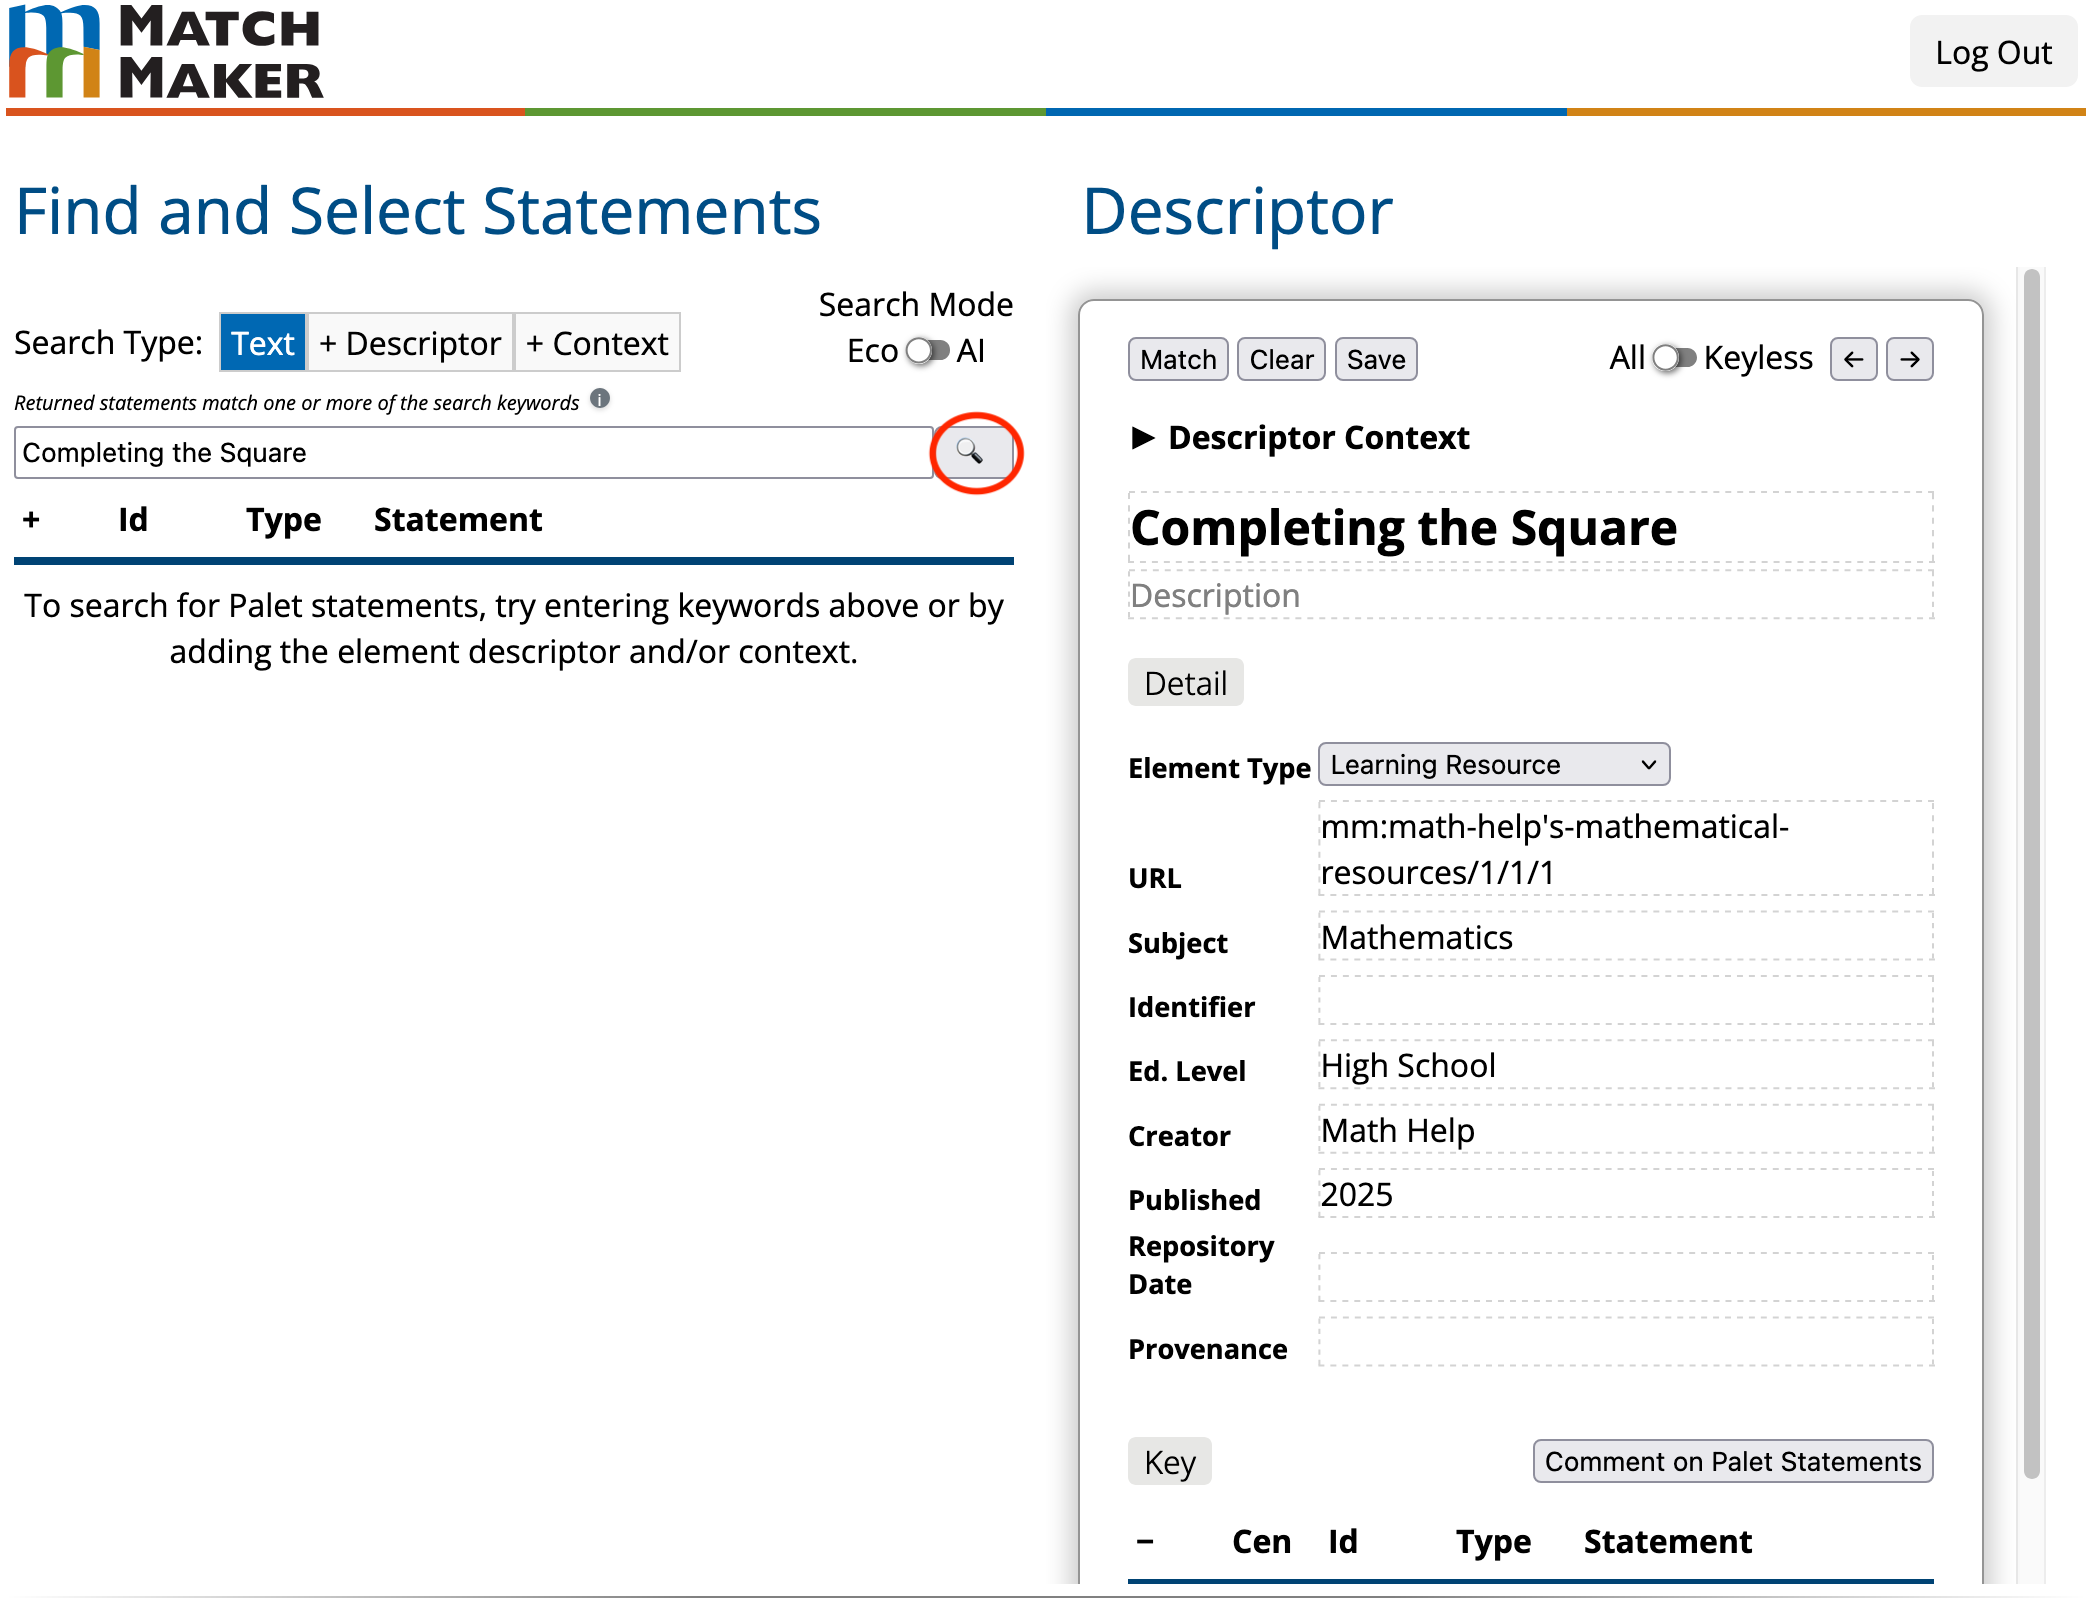 MATCH
MAKER
Log Out
Find and Select Statements
Search Mode
Search Type: Text + Descriptor + Context
Eco AI
Returned statements match one or more of the search keywords i
Completing the Square
+ Id Type Statement
To search for Palet statements, try entering keywords above or by
adding the element descriptor and/or context.
Descriptor
Match Clear Save All Keyless ← →
▶ Descriptor Context
Completing the Square
Description
Detail
Element Type Learning Resource
URL mm:math-help's-mathematical-
resources/1/1/1
Subject Mathematics
Identifier
Ed. Level High School
Creator Math Help
Published 2025
Repository
Date
Provenance
Key Comment on Palet Statements
– Cen Id Type Statement